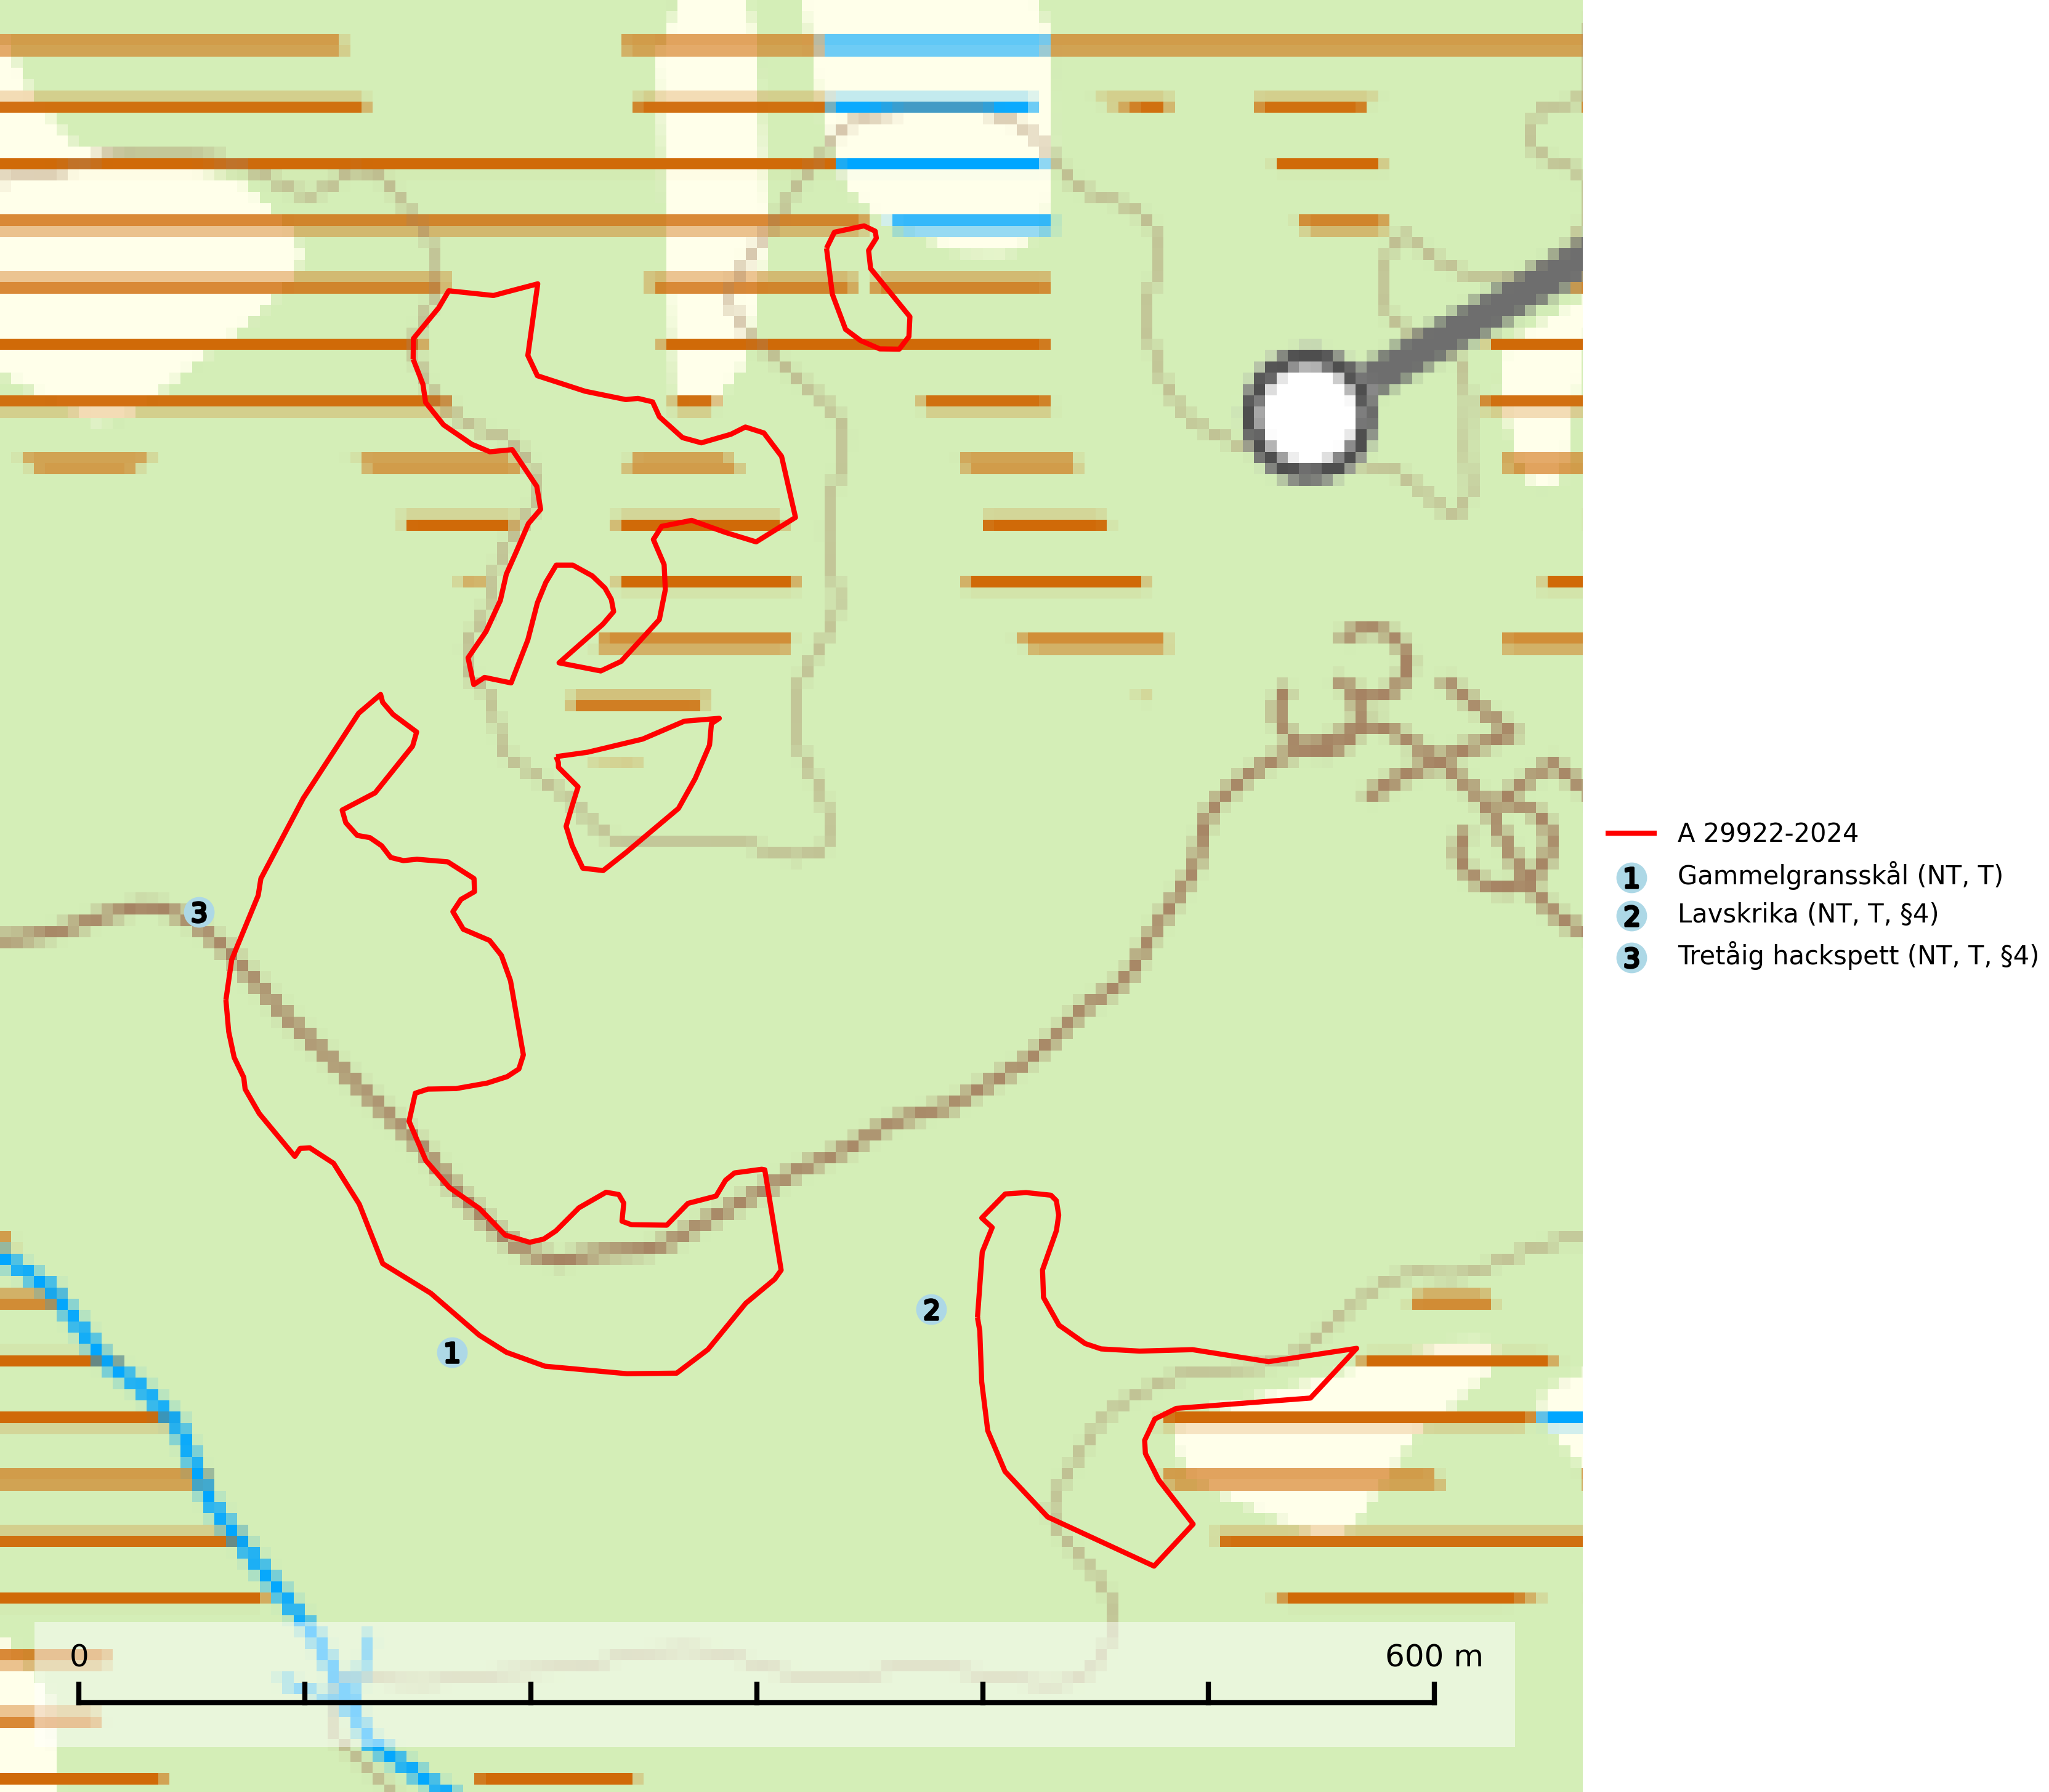 3
1
2
0
600 m
A 29922-2024
1 Gammelgransskål (NT, T)
2 Lavskrika (NT, T, §4)
3 Tretåig hackspett (NT, T, §4)